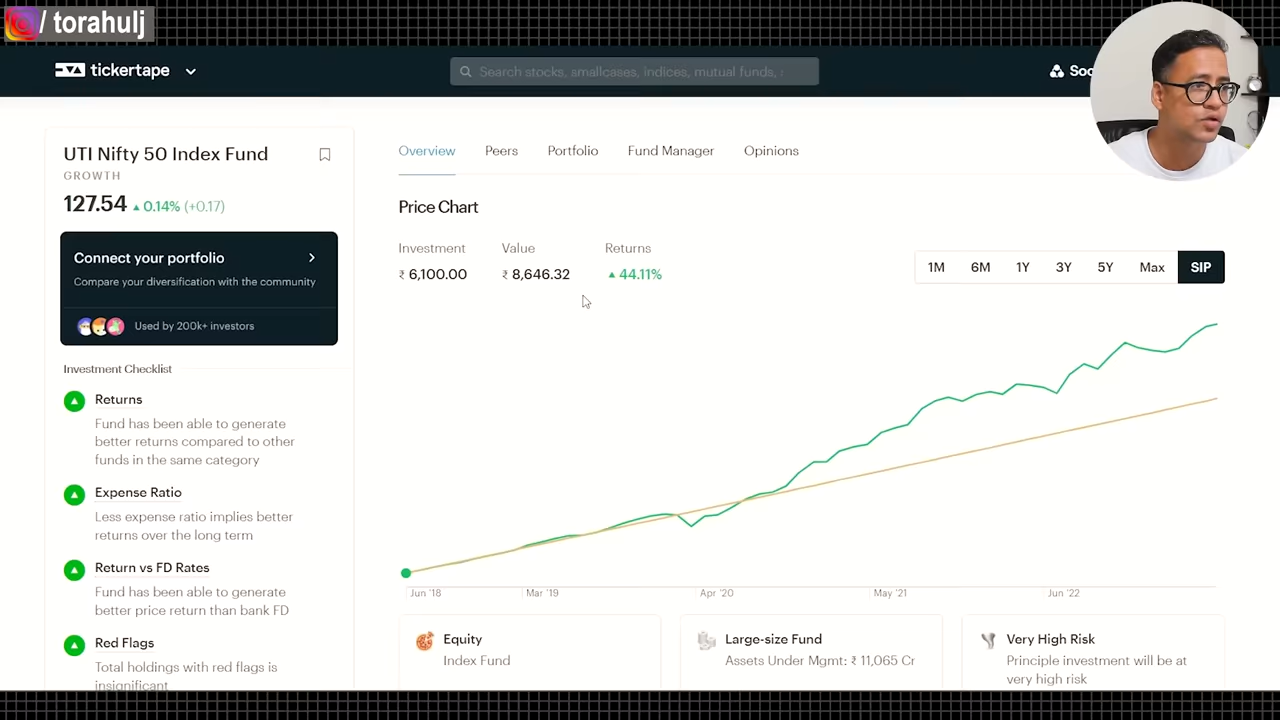 / torahulj
tickertape
Search stocks, smallcases, indices, mutual funds,
UTI Nifty 50 Index Fund
GROWTH
127.54 ▲ 0.14% (+0.17)
Connect your portfolio
Compare your diversification with the community
Used by 200k+ investors
Investment Checklist
Returns
Fund has been able to generate
better returns compared to other
funds in the same category
Expense Ratio
Less expense ratio implies better
returns over the long term
Return vs FD Rates
Fund has been able to generate
better price return than bank FD
Red Flags
Total holdings with red flags is
insignificant
Overview Peers Portfolio Fund Manager Opinions
Price Chart
Investment Value Returns
₹ 6,100.00 ₹ 8,646.32 ▲ 44.11%
1M 6M 1Y 3Y 5Y Max SIP
Jun '18 Mar '19 Apr '20 May '21 Jun '22
Equity
Index Fund
Large-size Fund
Assets Under Mgmt: ₹ 11,065 Cr
Very High Risk
Principle investment will be at
very high risk